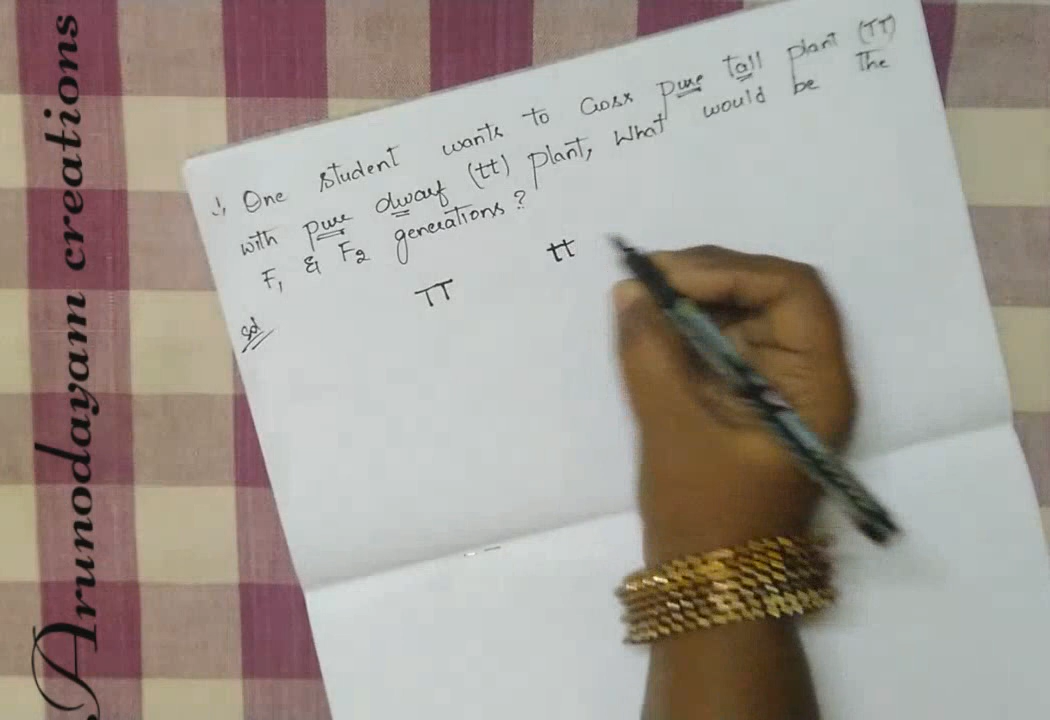 Arunodayam creations
1, One student wants to Cross pure tall plant (TT)
with pure dwarf (tt) plant, What would be the
F1 & F2 generations?
Sol
TT tt